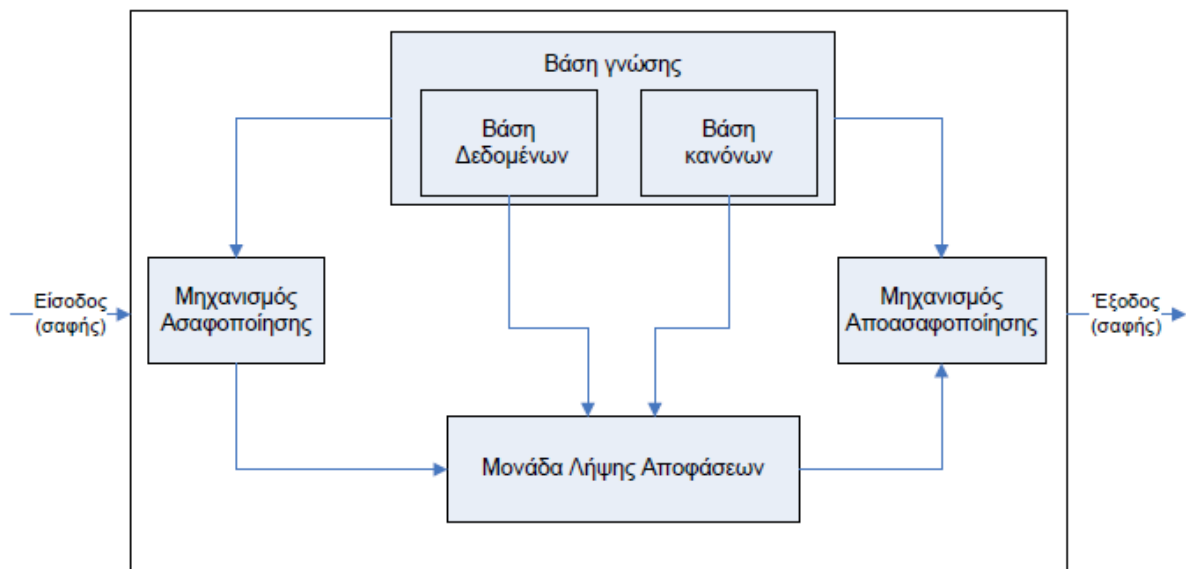 Βάση γνώσης
Βάση
Δεδομένων
Βάση
κανόνων
Είσοδος
(σαφής)
Μηχανισμός
Ασαφοποίησης
Μηχανισμός
Αποασαφοποίησης
Έξοδος
(σαφής)
Μονάδα Λήψης Αποφάσεων